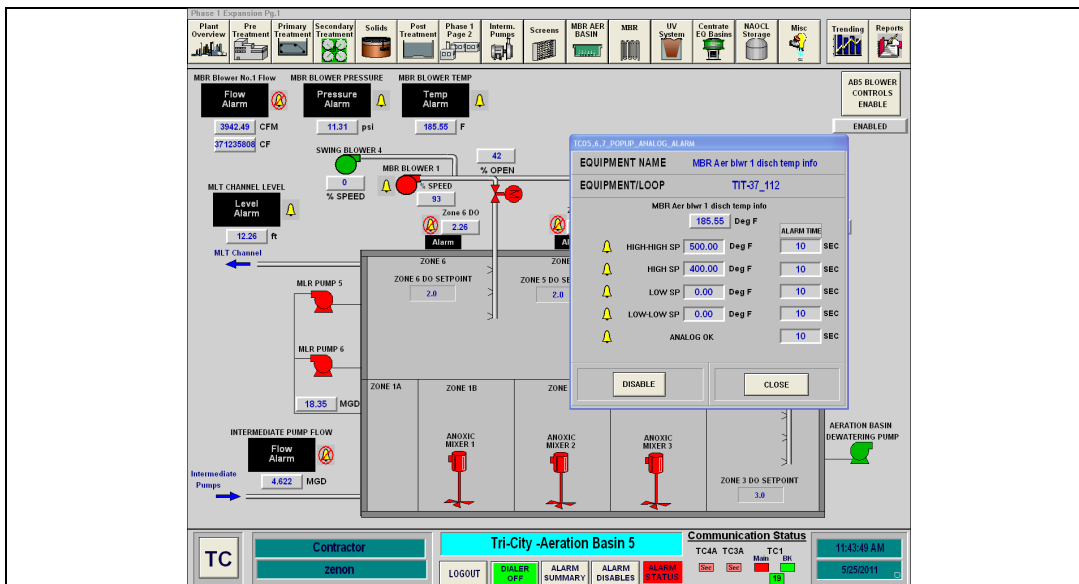 Phase 1 Expansion Pg.1
Plant Overview
Pre Treatment
Primary Treatment
Secondary Treatment
Solids
Post Treatment
Phase 1 Page 2
Interm. Pumps
Screens
MBR AER BASIN
MBR
UV System
Centrate EQ Basins
NAOCL Storage
Misc
Trending
Reports
MBR Blower No.1 Flow
MBR BLOWER PRESSURE
MBR BLOWER TEMP
Flow Alarm
Pressure Alarm
Temp Alarm
3942.49 CFM
11.31 psi
185.55 F
371235808 CF
ABS BLOWER CONTROLS ENABLE
ENABLED
SWING BLOWER 4
0
% SPEED
MBR BLOWER 1
% SPEED
93
42
% OPEN
MLT CHANNEL LEVEL
Level Alarm
12.26 ft
MLT Channel
Zone 6 DO
2.26
Alarm
ZONE 6
ZONE 6 DO SETPOINT
2.0
ZONE 5 DO SE
2.0
MLR PUMP 5
MLR PUMP 6
18.35 MGD
ZONE 1A
ZONE 1B
ZONE
ANOXIC MIXER 1
ANOXIC MIXER 2
ANOXIC MIXER 3
INTERMEDIATE PUMP FLOW
Flow Alarm
4.622 MGD
Intermediate Pumps
ZONE 3 DO SETPOINT
3.0
AERATION BASIN DEWATERING PUMP
TC05,6,7_POPUP_ANALOG_ALARM
EQUIPMENT NAME MBR Aer blwr 1 disch temp info
EQUIPMENT/LOOP TIT-37_112
MBR Aer blwr 1 disch temp info
185.55 Deg F
ALARM TIME
HIGH-HIGH SP 500.00 Deg F 10 SEC
HIGH SP 400.00 Deg F 10 SEC
LOW SP 0.00 Deg F 10 SEC
LOW-LOW SP 0.00 Deg F 10 SEC
ANALOG OK 10 SEC
DISABLE
CLOSE
TC
Contractor
zenon
Tri-City -Aeration Basin 5
LOGOUT
DIALER OFF
ALARM SUMMARY
ALARM DISABLES
ALARM STATUS
Communication Status
TC4A TC3A TC1
Main BK
Sec Sec
19
11:43:49 AM
5/25/2011